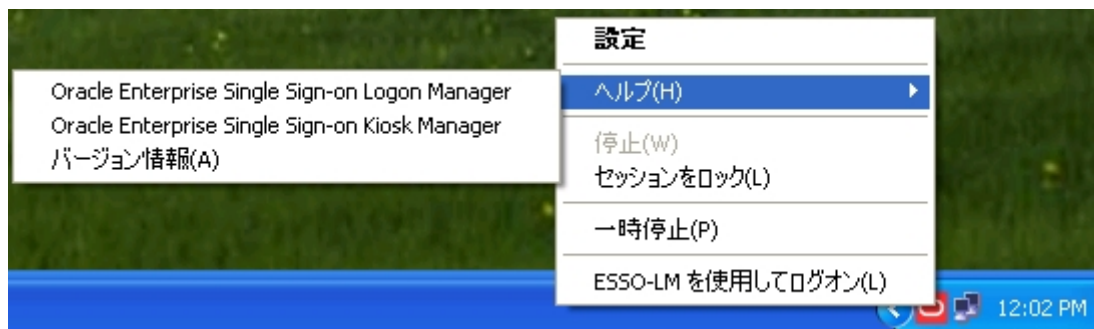 設定
ヘルプ(H)
Oracle Enterprise Single Sign-on Logon Manager
Oracle Enterprise Single Sign-on Kiosk Manager
バージョン情報(A)
停止(W)
セッションをロック(L)
一時停止(P)
ESSO-LM を使用してログオン(L)
12:02 PM